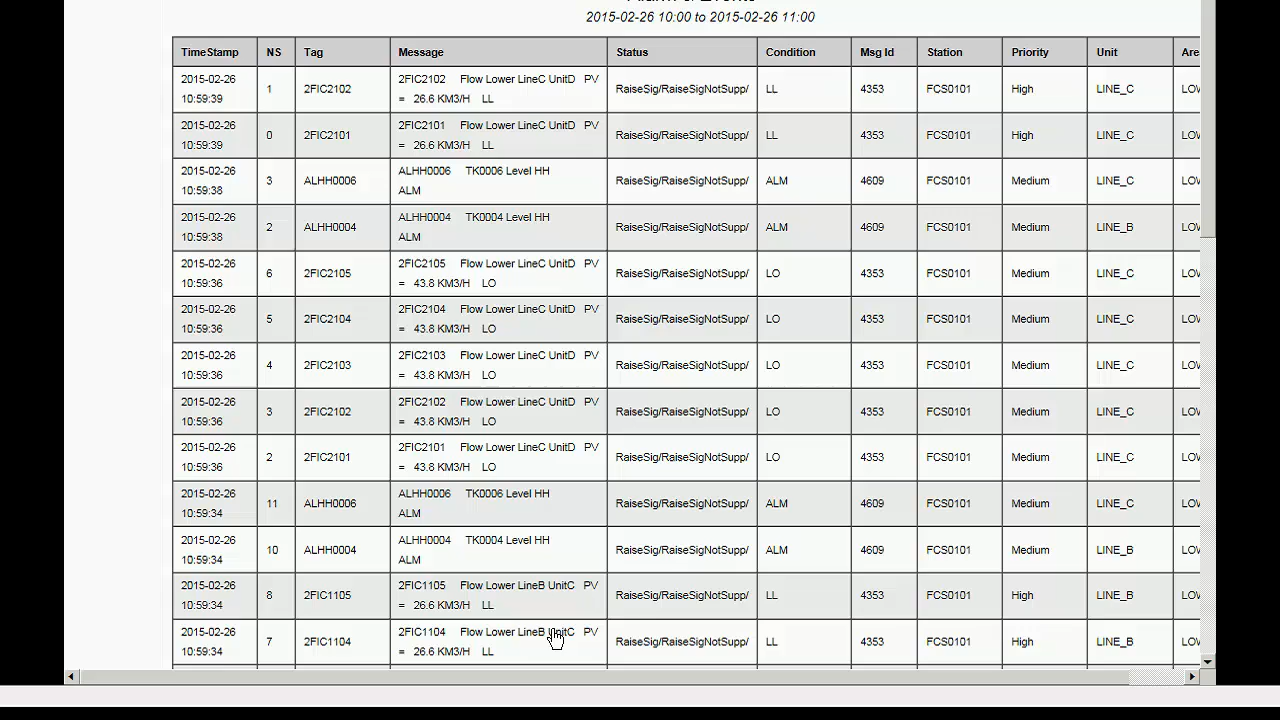 2015-02-26 10:00 to 2015-02-26 11:00
TimeStamp NS Tag Message Status Condition Msg Id Station Priority Unit
2015-02-26 10:59:39 1 2FIC2102 2FIC2102 Flow Lower LineC UnitD PV = 26.6 KM3/H LL RaiseSig/RaiseSigNotSupp/ LL 4353 FCS0101 High LINE_C
2015-02-26 10:59:39 0 2FIC2101 2FIC2101 Flow Lower LineC UnitD PV = 26.6 KM3/H LL RaiseSig/RaiseSigNotSupp/ LL 4353 FCS0101 High LINE_C
2015-02-26 10:59:38 3 ALHH0006 ALHH0006 TK0006 Level HH ALM RaiseSig/RaiseSigNotSupp/ ALM 4609 FCS0101 Medium LINE_C
2015-02-26 10:59:38 2 ALHH0004 ALHH0004 TK0004 Level HH ALM RaiseSig/RaiseSigNotSupp/ ALM 4609 FCS0101 Medium LINE_B
2015-02-26 10:59:36 6 2FIC2105 2FIC2105 Flow Lower LineC UnitD PV = 43.8 KM3/H LO RaiseSig/RaiseSigNotSupp/ LO 4353 FCS0101 Medium LINE_C
2015-02-26 10:59:36 5 2FIC2104 2FIC2104 Flow Lower LineC UnitD PV = 43.8 KM3/H LO RaiseSig/RaiseSigNotSupp/ LO 4353 FCS0101 Medium LINE_C
2015-02-26 10:59:36 4 2FIC2103 2FIC2103 Flow Lower LineC UnitD PV = 43.8 KM3/H LO RaiseSig/RaiseSigNotSupp/ LO 4353 FCS0101 Medium LINE_C
2015-02-26 10:59:36 3 2FIC2102 2FIC2102 Flow Lower LineC UnitD PV = 43.8 KM3/H LO RaiseSig/RaiseSigNotSupp/ LO 4353 FCS0101 Medium LINE_C
2015-02-26 10:59:36 2 2FIC2101 2FIC2101 Flow Lower LineC UnitD PV = 43.8 KM3/H LO RaiseSig/RaiseSigNotSupp/ LO 4353 FCS0101 Medium LINE_C
2015-02-26 10:59:34 11 ALHH0006 ALHH0006 TK0006 Level HH ALM RaiseSig/RaiseSigNotSupp/ ALM 4609 FCS0101 Medium LINE_C
2015-02-26 10:59:34 10 ALHH0004 ALHH0004 TK0004 Level HH ALM RaiseSig/RaiseSigNotSupp/ ALM 4609 FCS0101 Medium LINE_B
2015-02-26 10:59:34 8 2FIC1105 2FIC1105 Flow Lower LineB UnitC PV = 26.6 KM3/H LL RaiseSig/RaiseSigNotSupp/ LL 4353 FCS0101 High LINE_B
2015-02-26 10:59:34 7 2FIC1104 2FIC1104 Flow Lower LineB UnitC PV = 26.6 KM3/H LL RaiseSig/RaiseSigNotSupp/ LL 4353 FCS0101 High LINE_B